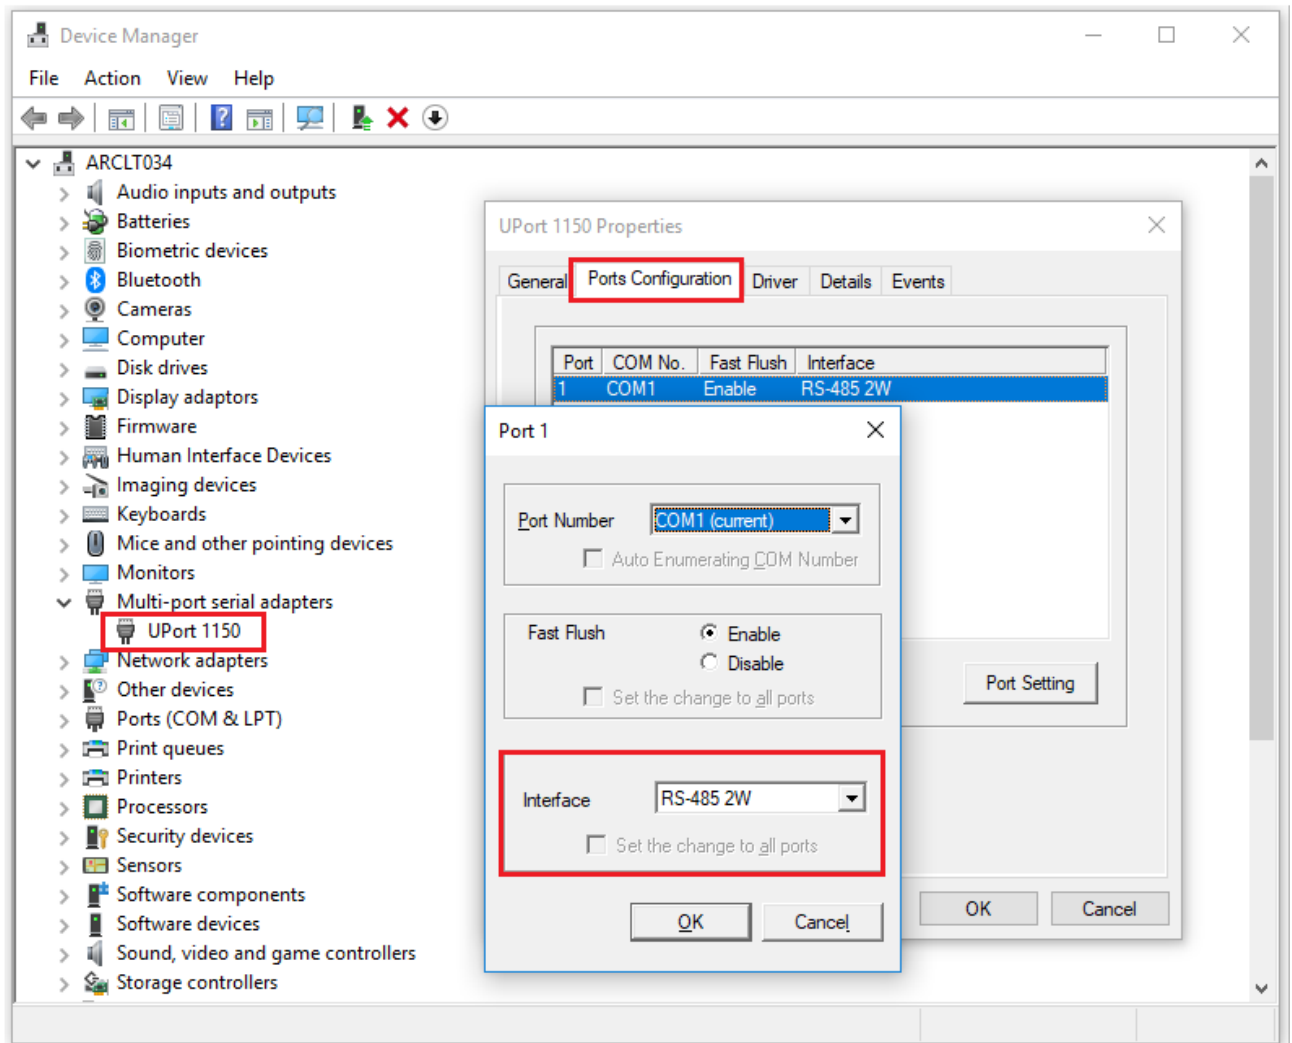 Device Manager
File Action View Help
ARCLT034
Audio inputs and outputs
Batteries
Biometric devices
Bluetooth
Cameras
Computer
Disk drives
Display adaptors
Firmware
Human Interface Devices
Imaging devices
Keyboards
Mice and other pointing devices
Monitors
Multi-port serial adapters
UPort 1150
Network adapters
Other devices
Ports (COM & LPT)
Print queues
Printers
Processors
Security devices
Sensors
Software components
Software devices
Sound, video and game controllers
Storage controllers
UPort 1150 Properties
General Ports Configuration Driver Details Events
Port COM No. Fast Flush Interface
1 COM1 Enable RS-485 2W
Port Setting
OK Cancel
Port 1
Port Number COM1 (current)
Auto Enumerating COM Number
Fast Flush Enable
Disable
Set the change to all ports
Interface RS-485 2W
Set the change to all ports
OK Cancel